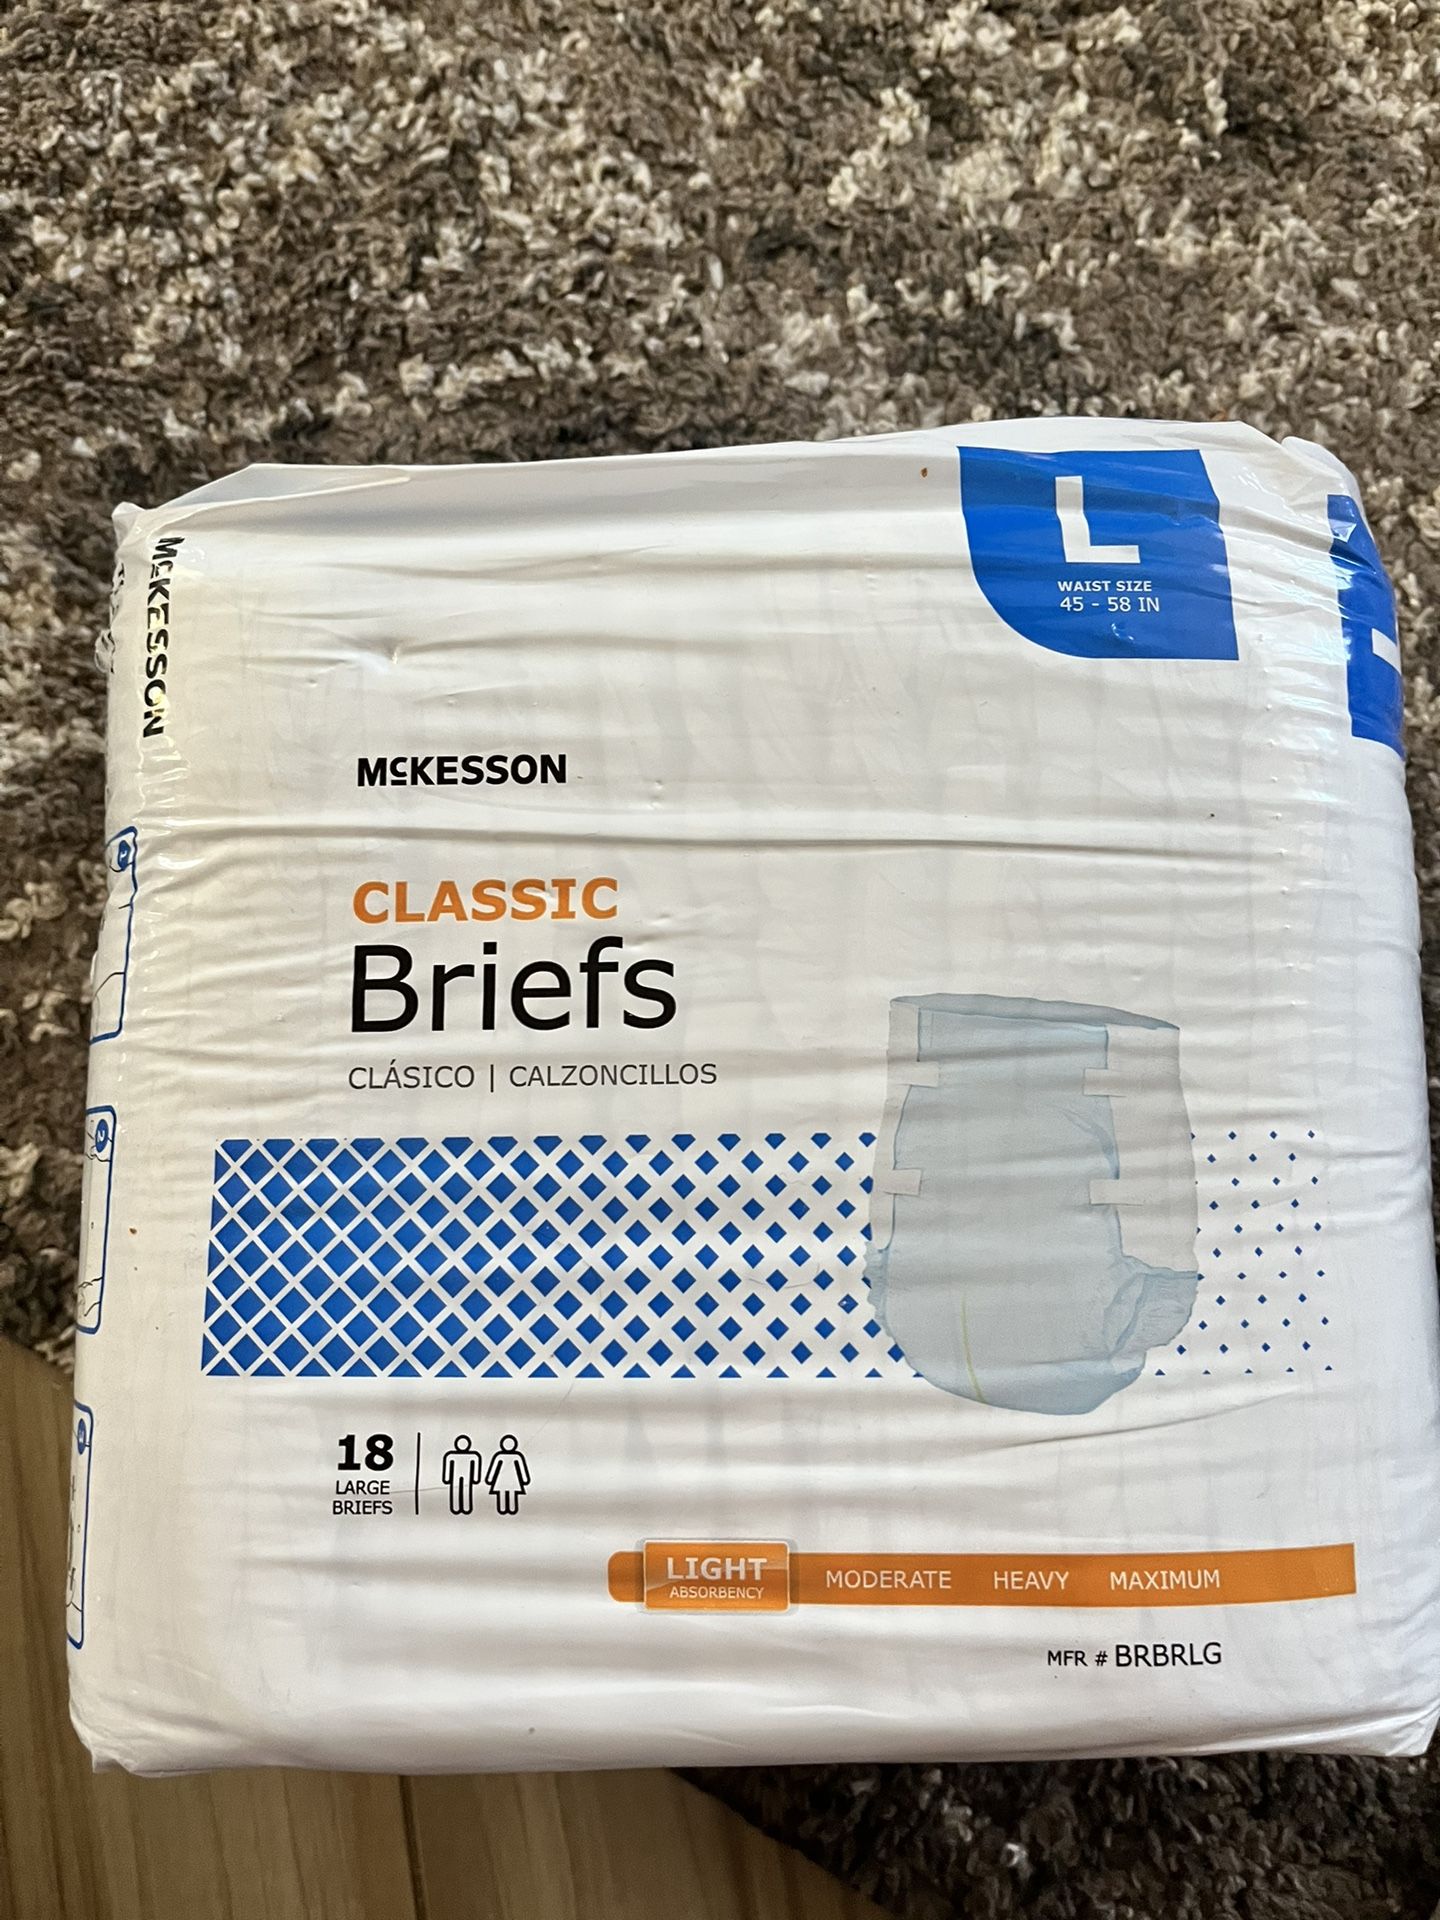 L
WAIST SIZE
45 - 58 IN
McKESSON
McKESSON
CLASSIC
Briefs
CLÁSICO | CALZONCILLOS
18
LARGE
BRIEFS
LIGHT
ABSORBENCY
MODERATE HEAVY MAXIMUM
MFR # BRBRLG
2